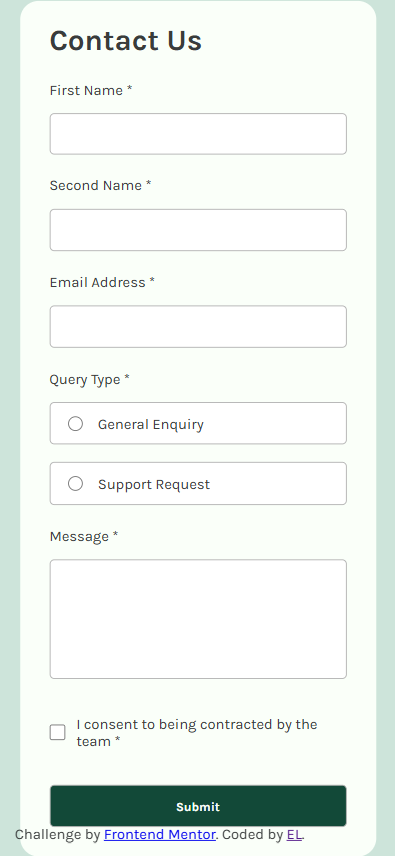 Contact Us
First Name *
Second Name *
Email Address *
Query Type *
General Enquiry
Support Request
Message *
I consent to being contracted by the
team *
Submit
Challenge by Frontend Mentor. Coded by EL.